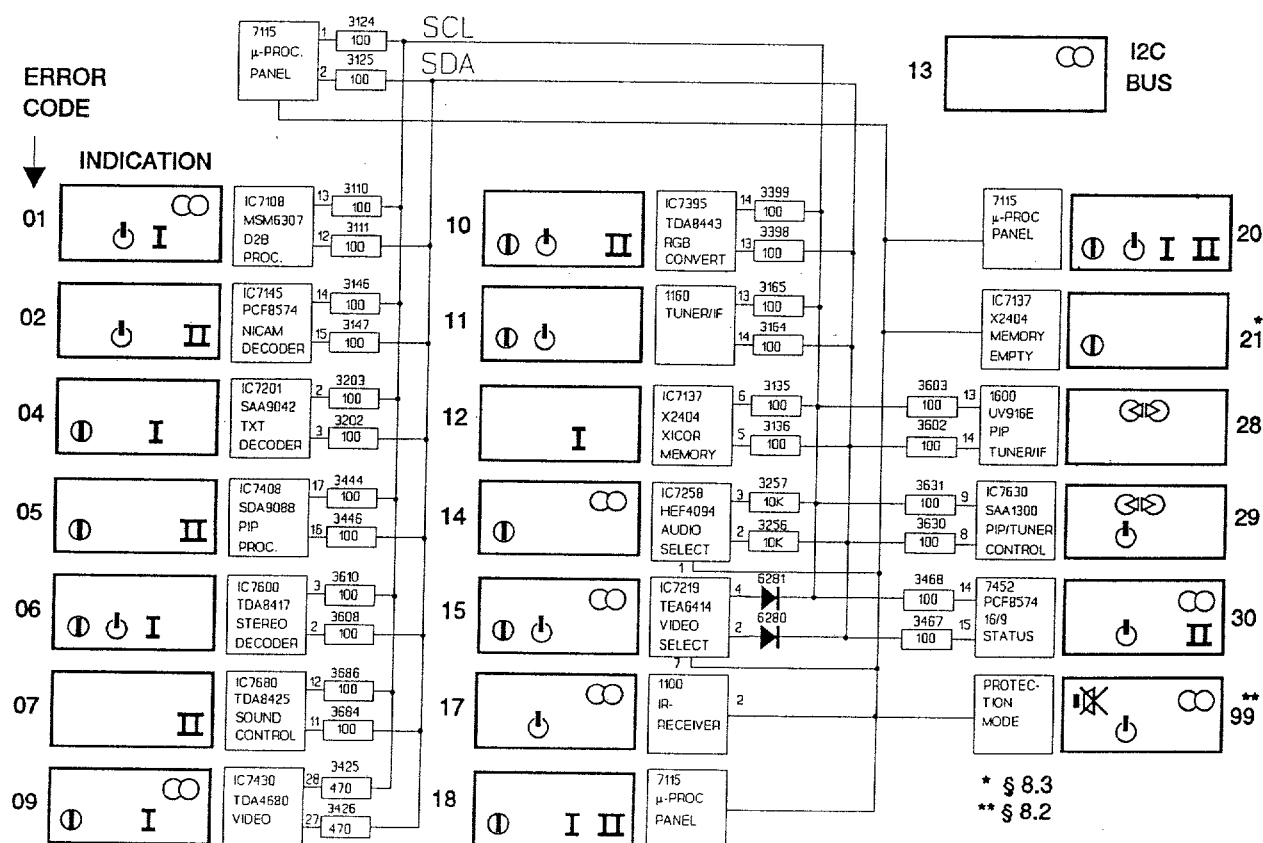 7115
μ-PROC.
PANEL
1
3124
100
SCL
2
3125
100
SDA
13
I2C
BUS
ERROR
CODE
INDICATION
01
I
IC7108
MSM6307
D2B
PROC.
13
3110
100
12
3111
100
02
II
IC7145
PCF8574
NICAM
DECODER
14
3146
100
15
3147
100
04
I
IC7201
SAA9042
TXT
DECODER
2
3203
100
3
3202
100
05
II
IC7408
SDA9088
PIP
PROC.
17
3444
100
16
3446
100
06
I
IC7600
TDA8417
STEREO
DECODER
3
3610
100
2
3608
100
07
II
IC7680
TDA8425
SOUND
CONTROL
12
3686
100
11
3684
100
09
I
IC7430
TDA4680
VIDEO
28
3425
470
27
3426
470
10
II
IC7395
TDA8443
RGB
CONVERT
14
3399
100
13
3398
100
11
1160
TUNER/IF
13
3165
100
14
3164
100
12
I
IC7137
X2404
XICOR
MEMORY
6
3135
100
5
3136
100
14
IC7258
HEF4094
AUDIO
SELECT
3
3257
10K
2
3256
10K
1
15
IC7219
TEA6414
VIDEO
SELECT
4
6281
2
6280
7
17
1100
IR-
RECEIVER
2
18
I II
7115
μ-PROC
PANEL
7115
μ-PROC
PANEL
I II
20
IC7137
X2404
MEMORY
EMPTY
*
21
3603
100
13
3602
100
14
1600
UV916E
PIP
TUNER/IF
28
3631
100
9
3630
100
8
IC7630
SAA1300
PIP/TUNER
CONTROL
29
3468
100
14
3467
100
15
7452
PCF8574
16/9
STATUS
II
30
PROTEC-
TION
MODE
**
99
* § 8.3
** § 8.2